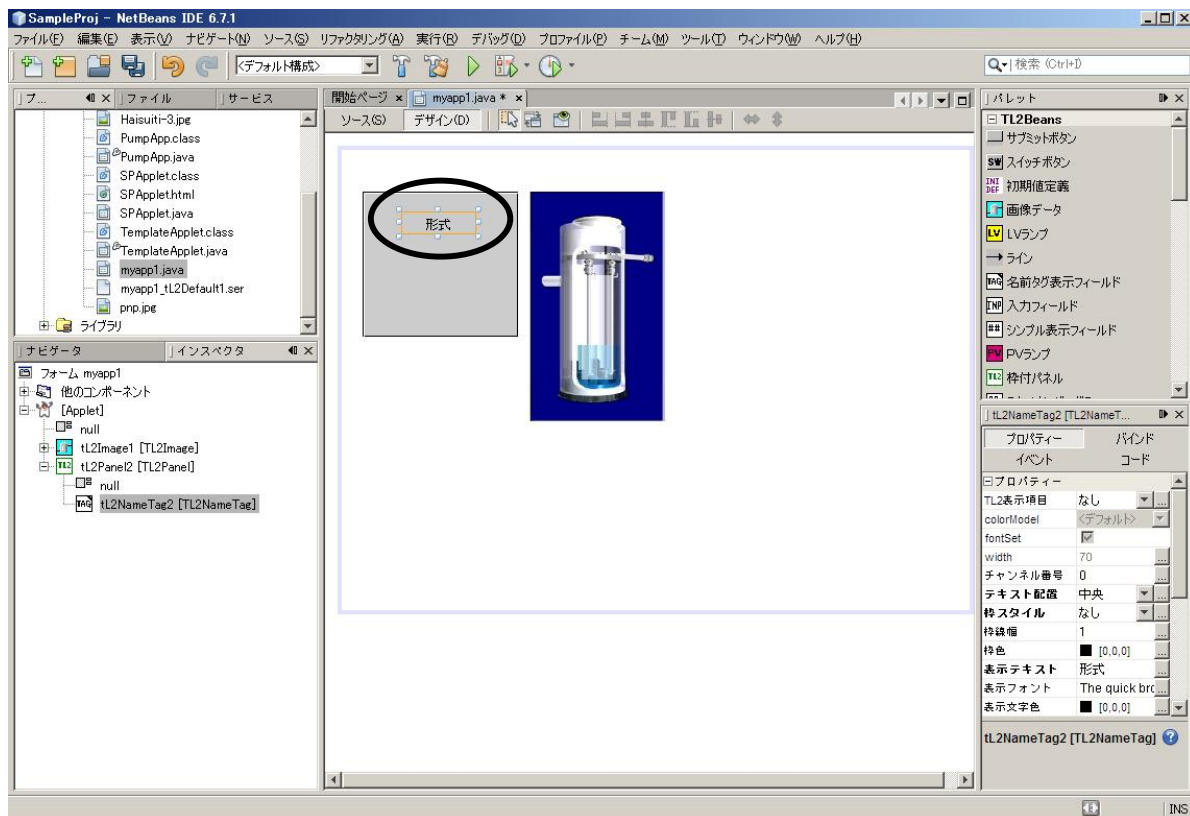 SampleProj - NetBeans IDE 6.7.1
ファイル(F) 編集(E) 表示(V) ナビゲート(N) ソース(S) リファクタリング(A) 実行(R) デバッグ(D) プロファイル(P) チーム(M) ツール(T) ウィンドウ(W) ヘルプ(H)
<デフォルト構成>
検索 (Ctrl+I)
プ... ファイル サービス
Haisuiti-3.jpg
PumpApp.class
PumpApp.java
SPApplet.class
SPApplet.html
SPApplet.java
TemplateApplet.class
TemplateApplet.java
myapp1.java
myapp1_tL2Default1.ser
pnp.jpg
ライブラリ
ナビゲータ インスペクタ
フォーム myapp1
他のコンポーネント
[Applet]
null
tL2Image1 [TL2Image]
tL2Panel2 [TL2Panel]
null
TAG tL2NameTag2 [TL2NameTag]
開始ページ myapp1.java *
ソース(S) デザイン(D)
形式
パレット
TL2Beans
サブミットボタン
SW スイッチボタン
INI DEF 初期値定義
画像データ
LV LVランプ
ライン
TAG 名前タグ表示フィールド
INP 入力フィールド
## シンプル表示フィールド
PV PVランプ
TL2 枠付パネル
tL2NameTag2 [TL2NameT...
プロパティー バインド
イベント コード
プロパティー
TL2表示項目 なし
colorModel <デフォルト>
fontSet
width 70
チャンネル番号 0
テキスト配置 中央
枠スタイル なし
枠線幅 1
枠色 [0,0,0]
表示テキスト 形式
表示フォント The quick brc
表示文字色 [0,0,0]
tL2NameTag2 [TL2NameTag]
INS